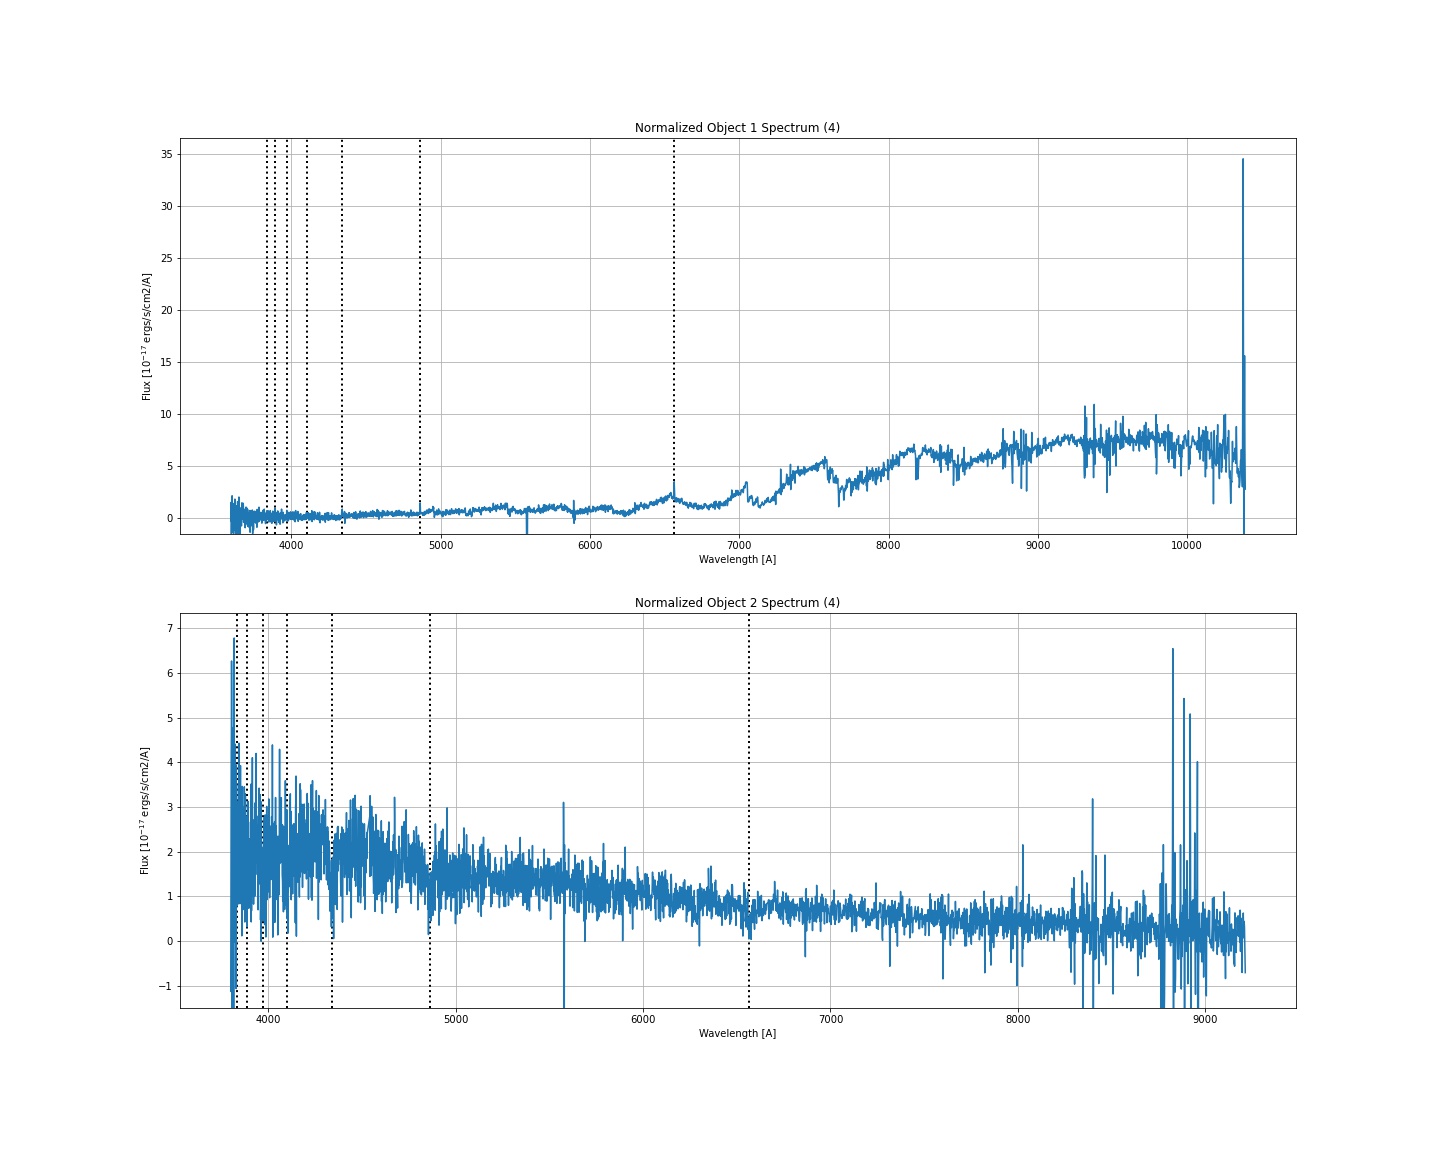 Normalized Object 1 Spectrum (4)
35
30
25
20
15
10
5
0
Flux [10⁻¹⁷ ergs/s/cm2/A]
4000 5000 6000 7000 8000 9000 10000
Wavelength [A]
Normalized Object 2 Spectrum (4)
7
6
5
4
3
2
1
0
−1
Flux [10⁻¹⁷ ergs/s/cm2/A]
4000 5000 6000 7000 8000 9000
Wavelength [A]